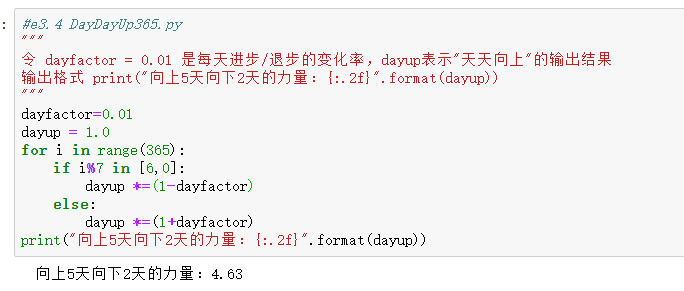 :
#e3.4 DayDayUp365.py
"""
令 dayfactor = 0.01 是每天进步/退步的变化率，dayup表示"天天向上"的输出结果
输出格式 print("向上5天向下2天的力量：{:.2f}".format(dayup))
"""
dayfactor=0.01
dayup = 1.0
for i in range(365):
    if i%7 in [6,0]:
        dayup *=(1-dayfactor)
    else:
        dayup *=(1+dayfactor)
print("向上5天向下2天的力量：{:.2f}".format(dayup))
向上5天向下2天的力量：4.63